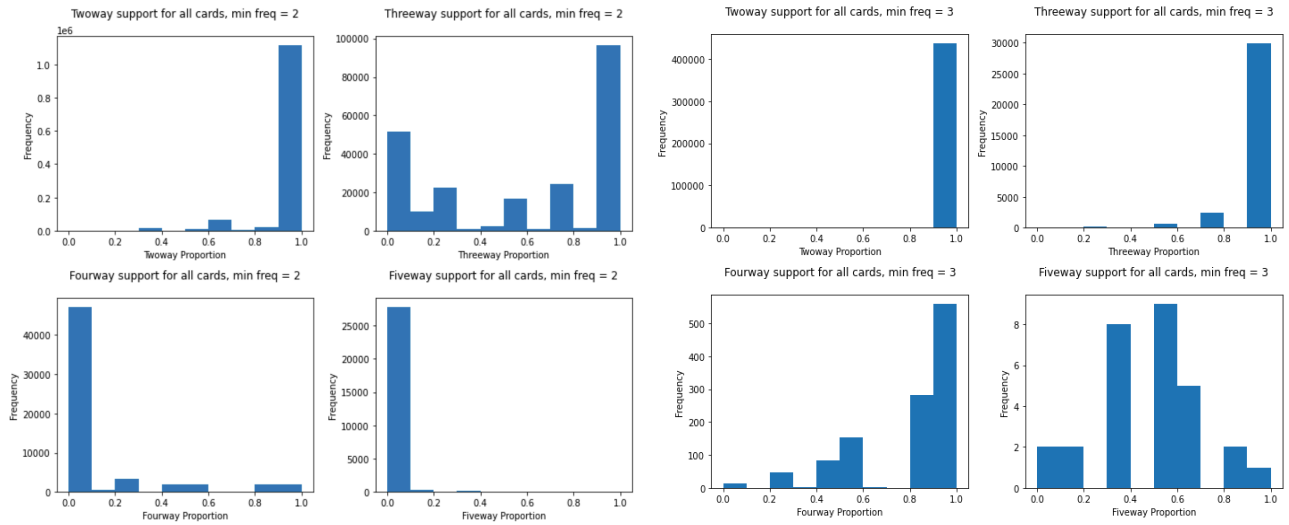 Twoway support for all cards, min freq = 2
1e6
1.0
0.8
0.6
0.4
0.2
0.0
Frequency
0.0 0.2 0.4 0.6 0.8 1.0
Twoway Proportion
Threeway support for all cards, min freq = 2
100000
80000
60000
40000
20000
0
Frequency
0.0 0.2 0.4 0.6 0.8 1.0
Threeway Proportion
Twoway support for all cards, min freq = 3
400000
300000
200000
100000
0
Frequency
0.0 0.2 0.4 0.6 0.8 1.0
Twoway Proportion
Threeway support for all cards, min freq = 3
30000
25000
20000
15000
10000
5000
0
Frequency
0.0 0.2 0.4 0.6 0.8 1.0
Threeway Proportion
Fourway support for all cards, min freq = 2
40000
30000
20000
10000
0
Frequency
0.0 0.2 0.4 0.6 0.8 1.0
Fourway Proportion
Fiveway support for all cards, min freq = 2
25000
20000
15000
10000
5000
0
Frequency
0.0 0.2 0.4 0.6 0.8 1.0
Fiveway Proportion
Fourway support for all cards, min freq = 3
500
400
300
200
100
0
Frequency
0.0 0.2 0.4 0.6 0.8 1.0
Fourway Proportion
Fiveway support for all cards, min freq = 3
8
6
4
2
0
Frequency
0.0 0.2 0.4 0.6 0.8 1.0
Fiveway Proportion